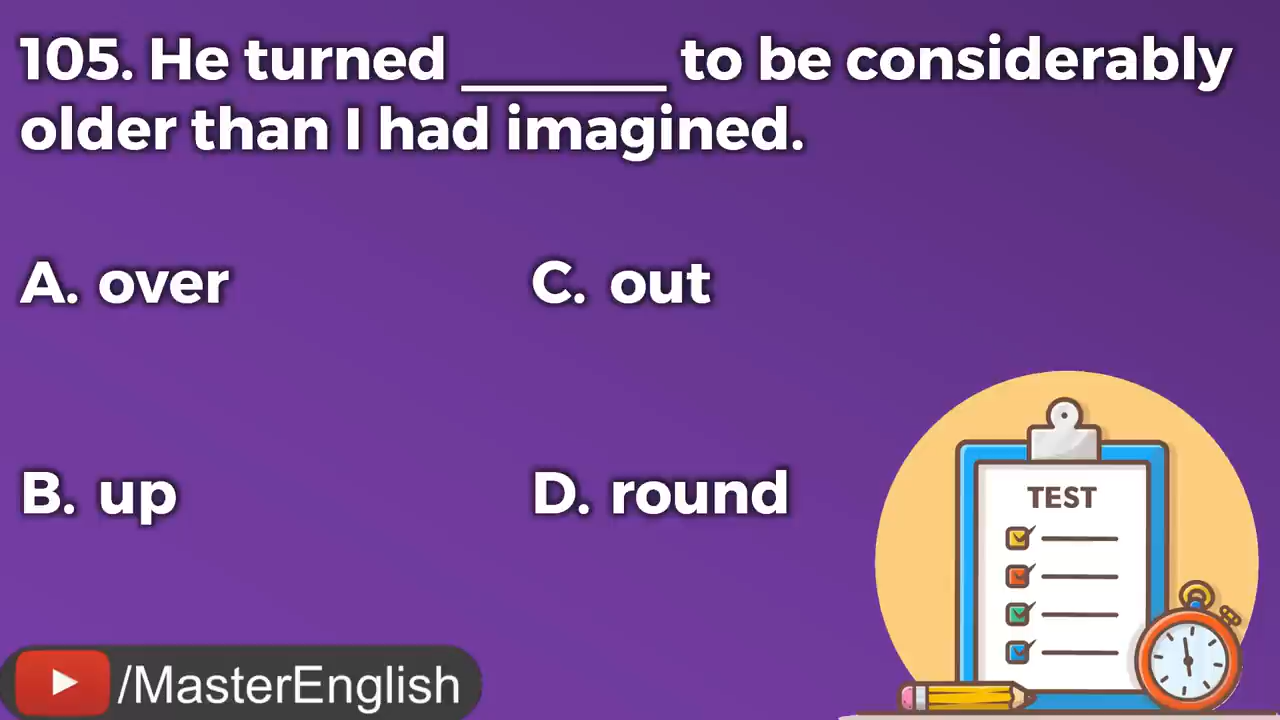 105. He turned _______ to be considerably
older than I had imagined.
A. over
C. out
B. up
D. round
TEST
/MasterEnglish